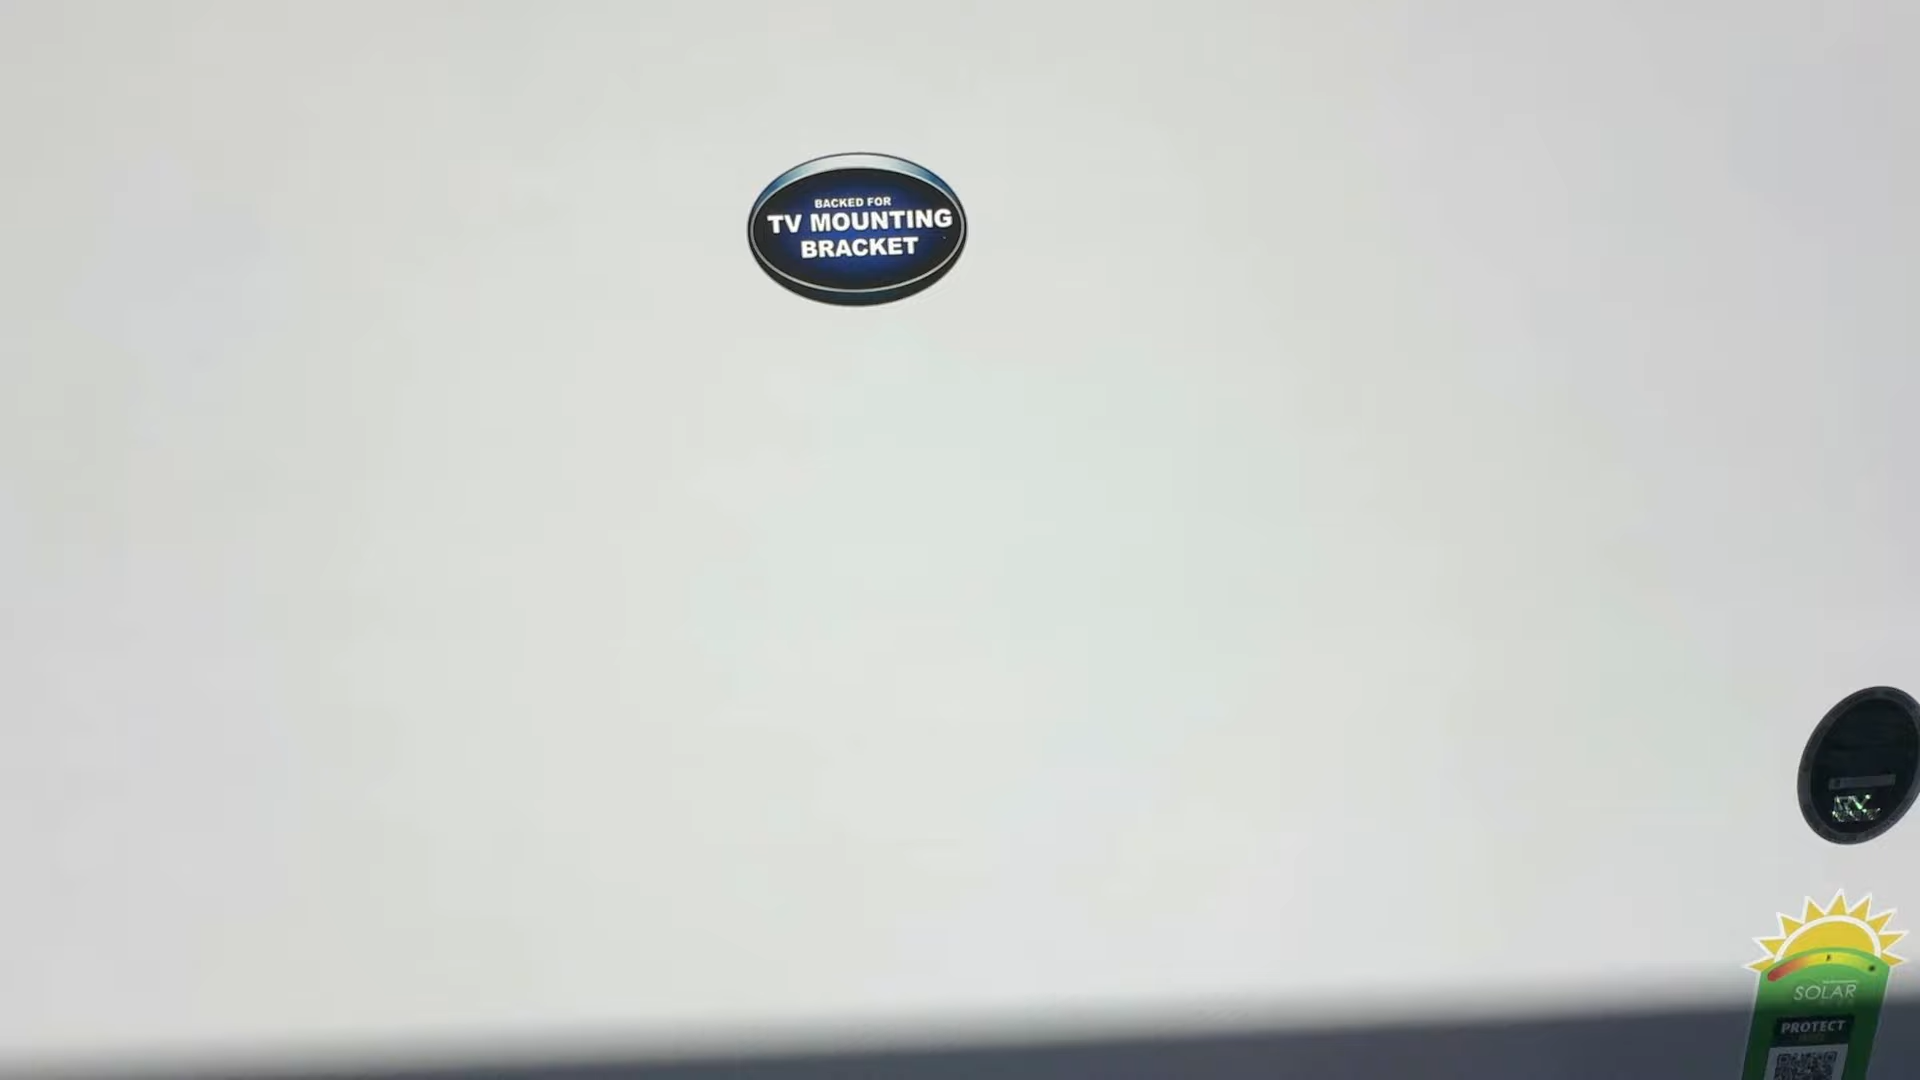 BACKED FOR
TV MOUNTING
BRACKET
SOLAR
PROTECT